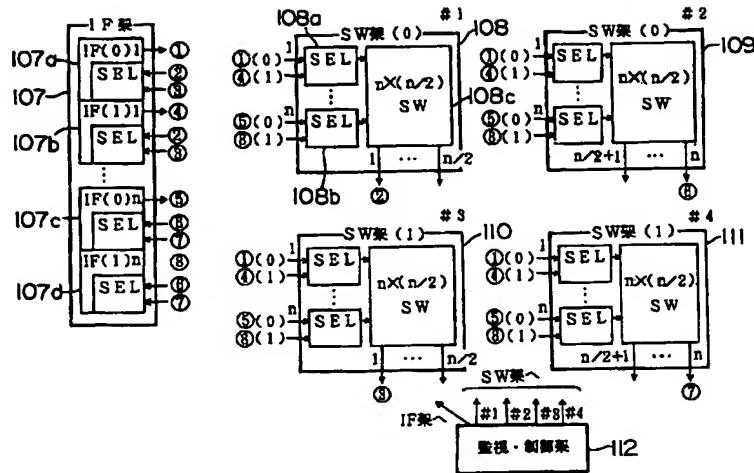 IF架
107a
IF(0)1
①
SEL
②
③
107
IF(1)1
④
107b
SEL
②
③
107c
IF(0)n
⑤
SEL
⑥
⑦
IF(1)n
⑧
107d
SEL
⑥
⑦
#1
108a
108
SW架(0)
①(0)
1
④(1)
SEL
n×(n/2)
SW
108c
n
⑤(0)
⑧(1)
SEL
108b
1
n/2
②
#2
SW架(0)
109
①(0)
1
④(1)
SEL
n×(n/2)
SW
n
⑤(0)
⑧(1)
SEL
n/2+1
n
⑥
#3
SW架(1)
110
①(0)
1
④(1)
SEL
n×(n/2)
SW
n
⑤(0)
⑧(1)
SEL
1
n/2
③
#4
SW架(1)
111
①(0)
1
④(1)
SEL
n×(n/2)
SW
n
⑤(0)
⑧(1)
SEL
n/2+1
n
⑦
SW架へ
IF架へ
#1
#2
#3
#4
監視・制御架
112